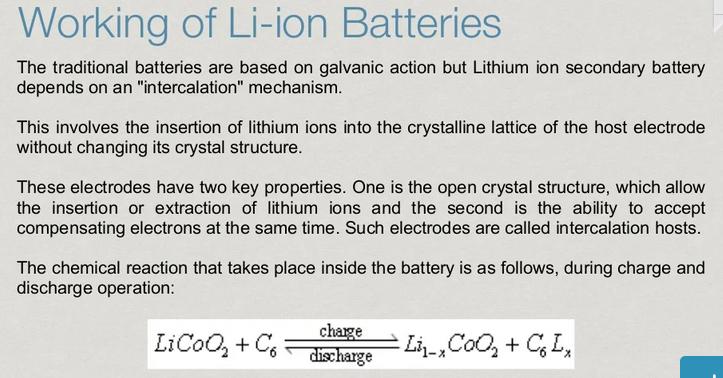 Working of Li-ion Batteries
The traditional batteries are based on galvanic action but Lithium ion secondary battery
depends on an "intercalation" mechanism.
This involves the insertion of lithium ions into the crystalline lattice of the host electrode
without changing its crystal structure.
These electrodes have two key properties. One is the open crystal structure, which allow
the insertion or extraction of lithium ions and the second is the ability to accept
compensating electrons at the same time. Such electrodes are called intercalation hosts.
The chemical reaction that takes place inside the battery is as follows, during charge and
discharge operation:
LiCoO₂ + C₆ charge discharge Li₁₋ₓCoO₂ + C₆Lₓ